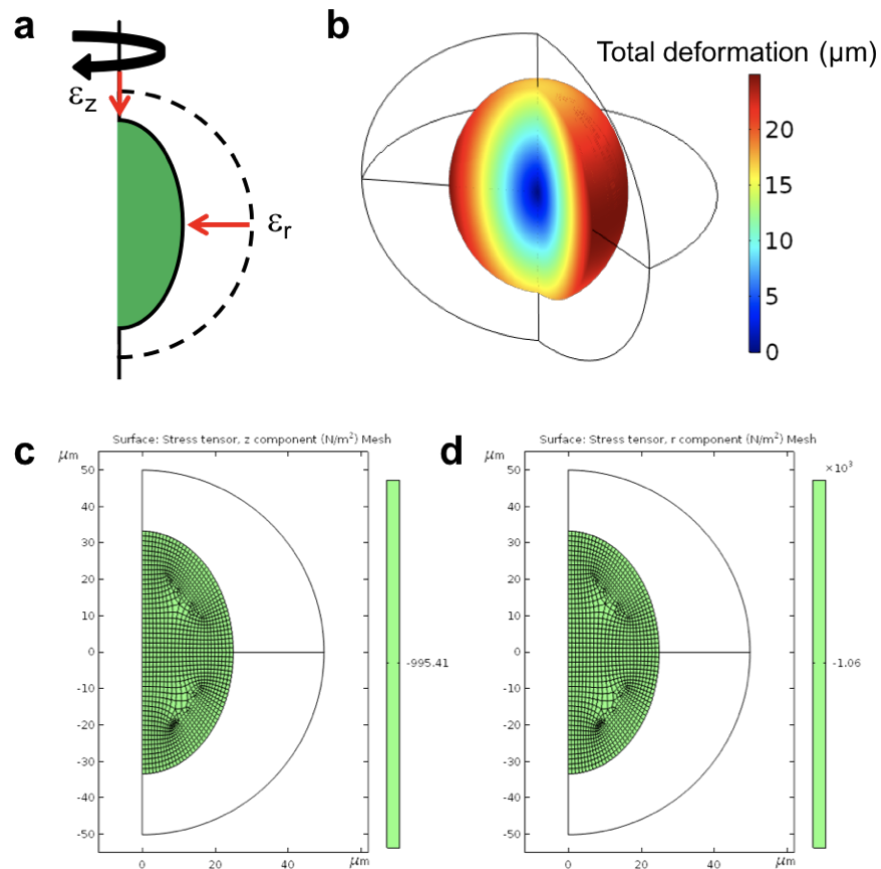 a
b
Total deformation (μm)
εz
εr
20
15
10
5
0
c
Surface: Stress tensor, z component (N/m²) Mesh
μm
50
40
30
20
10
0
-10
-20
-30
-40
-50
0
20
40
μm
-995.41
d
Surface: Stress tensor, r component (N/m²) Mesh
μm
×10³
50
40
30
20
10
0
-10
-20
-30
-40
-50
0
20
40
μm
-1.06